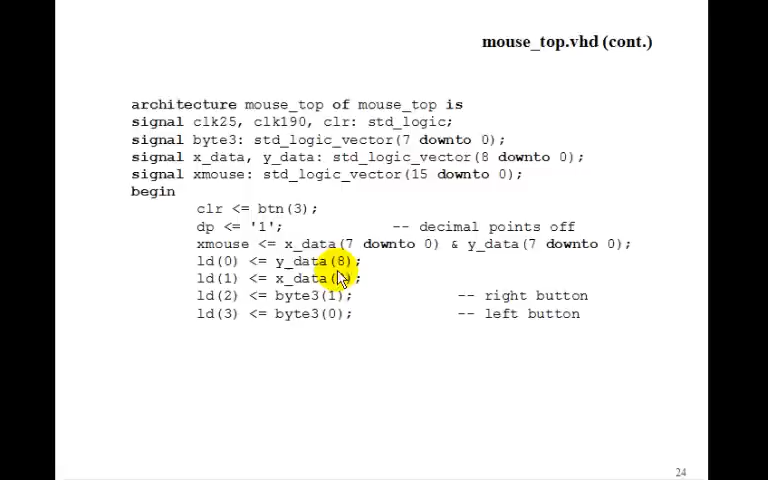 mouse_top.vhd (cont.)
architecture mouse_top of mouse_top is
signal clk25, clk190, clr: std_logic;
signal byte3: std_logic_vector(7 downto 0);
signal x_data, y_data: std_logic_vector(8 downto 0);
signal xmouse: std_logic_vector(15 downto 0);
begin
clr <= btn(3);
dp <= '1'; -- decimal points off
xmouse <= x_data(7 downto 0) & y_data(7 downto 0);
ld(0) <= y_data(8);
ld(1) <= x_data( );
ld(2) <= byte3(1); -- right button
ld(3) <= byte3(0); -- left button
24